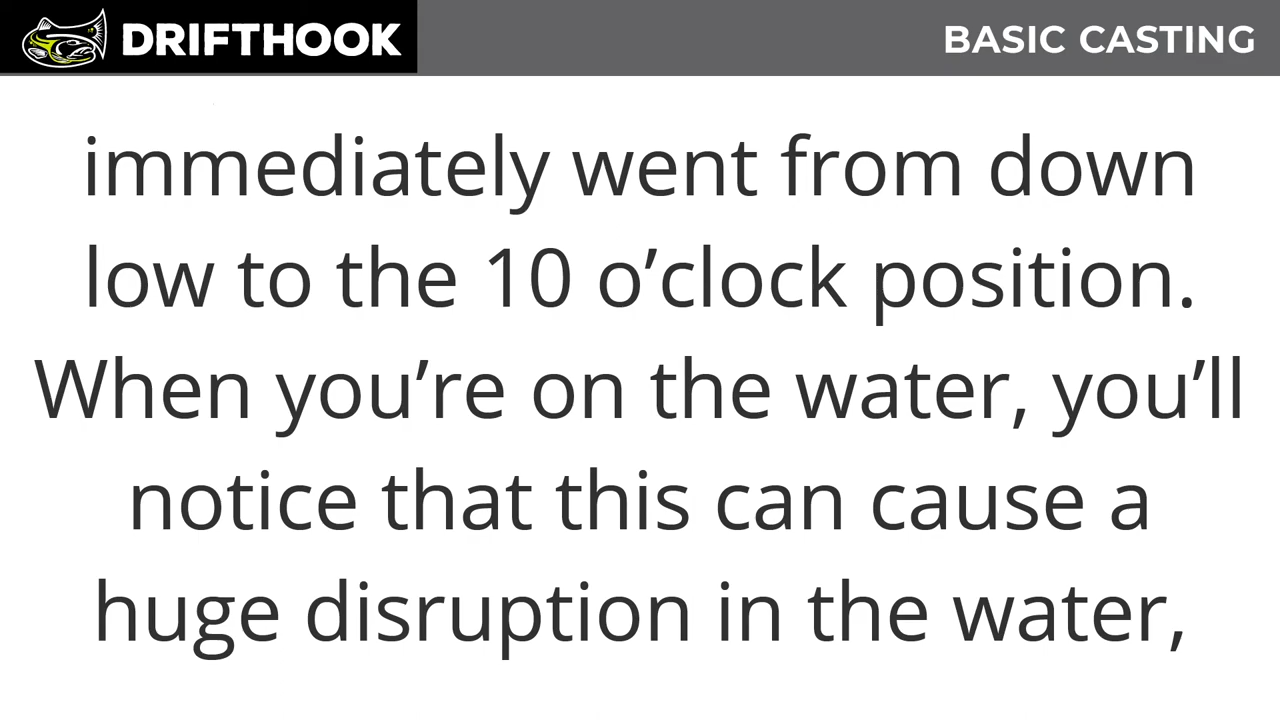 DRIFTHOOK
BASIC CASTING
immediately went from down
low to the 10 o’clock position.
When you’re on the water, you’ll
notice that this can cause a
huge disruption in the water,